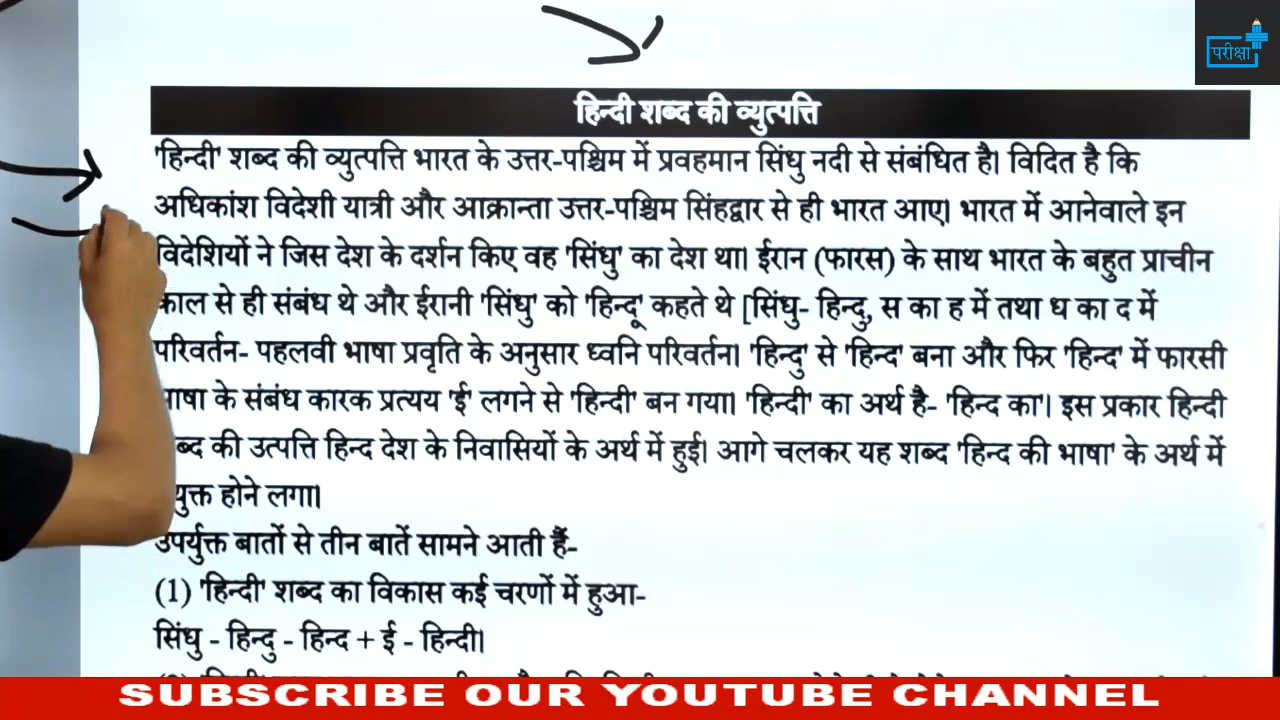 परीक्षा
हिन्दी शब्द की व्युत्पत्ति
'हिन्दी' शब्द की व्युत्पत्ति भारत के उत्तर-पश्चिम में प्रवहमान सिंधु नदी से संबंधित है। विदित है कि
अधिकांश विदेशी यात्री और आक्रान्ता उत्तर-पश्चिम सिंहद्वार से ही भारत आए। भारत में आनेवाले इन
विदेशियों ने जिस देश के दर्शन किए वह 'सिंधु' का देश था। ईरान (फारस) के साथ भारत के बहुत प्राचीन
काल से ही संबंध थे और ईरानी 'सिंधु' को 'हिन्दू' कहते थे [सिंधु- हिन्दु, स का ह में तथा ध का द में
परिवर्तन- पहलवी भाषा प्रवृति के अनुसार ध्वनि परिवर्तन। 'हिन्दु' से 'हिन्द' बना और फिर 'हिन्द' में फारसी
के संबंध कारक प्रत्यय 'ई' लगने से 'हिन्दी' बन गया। 'हिन्दी' का अर्थ है- 'हिन्द का'। इस प्रकार हिन्दी
की उत्पत्ति हिन्द देश के निवासियों के अर्थ में हुई। आगे चलकर यह शब्द 'हिन्द की भाषा' के अर्थ में
होने लगा।
उपर्युक्त बातों से तीन बातें सामने आती हैं-
(1) 'हिन्दी' शब्द का विकास कई चरणों में हुआ-
सिंधु - हिन्दु - हिन्द + ई - हिन्दी।
SUBSCRIBE OUR YOUTUBE CHANNEL